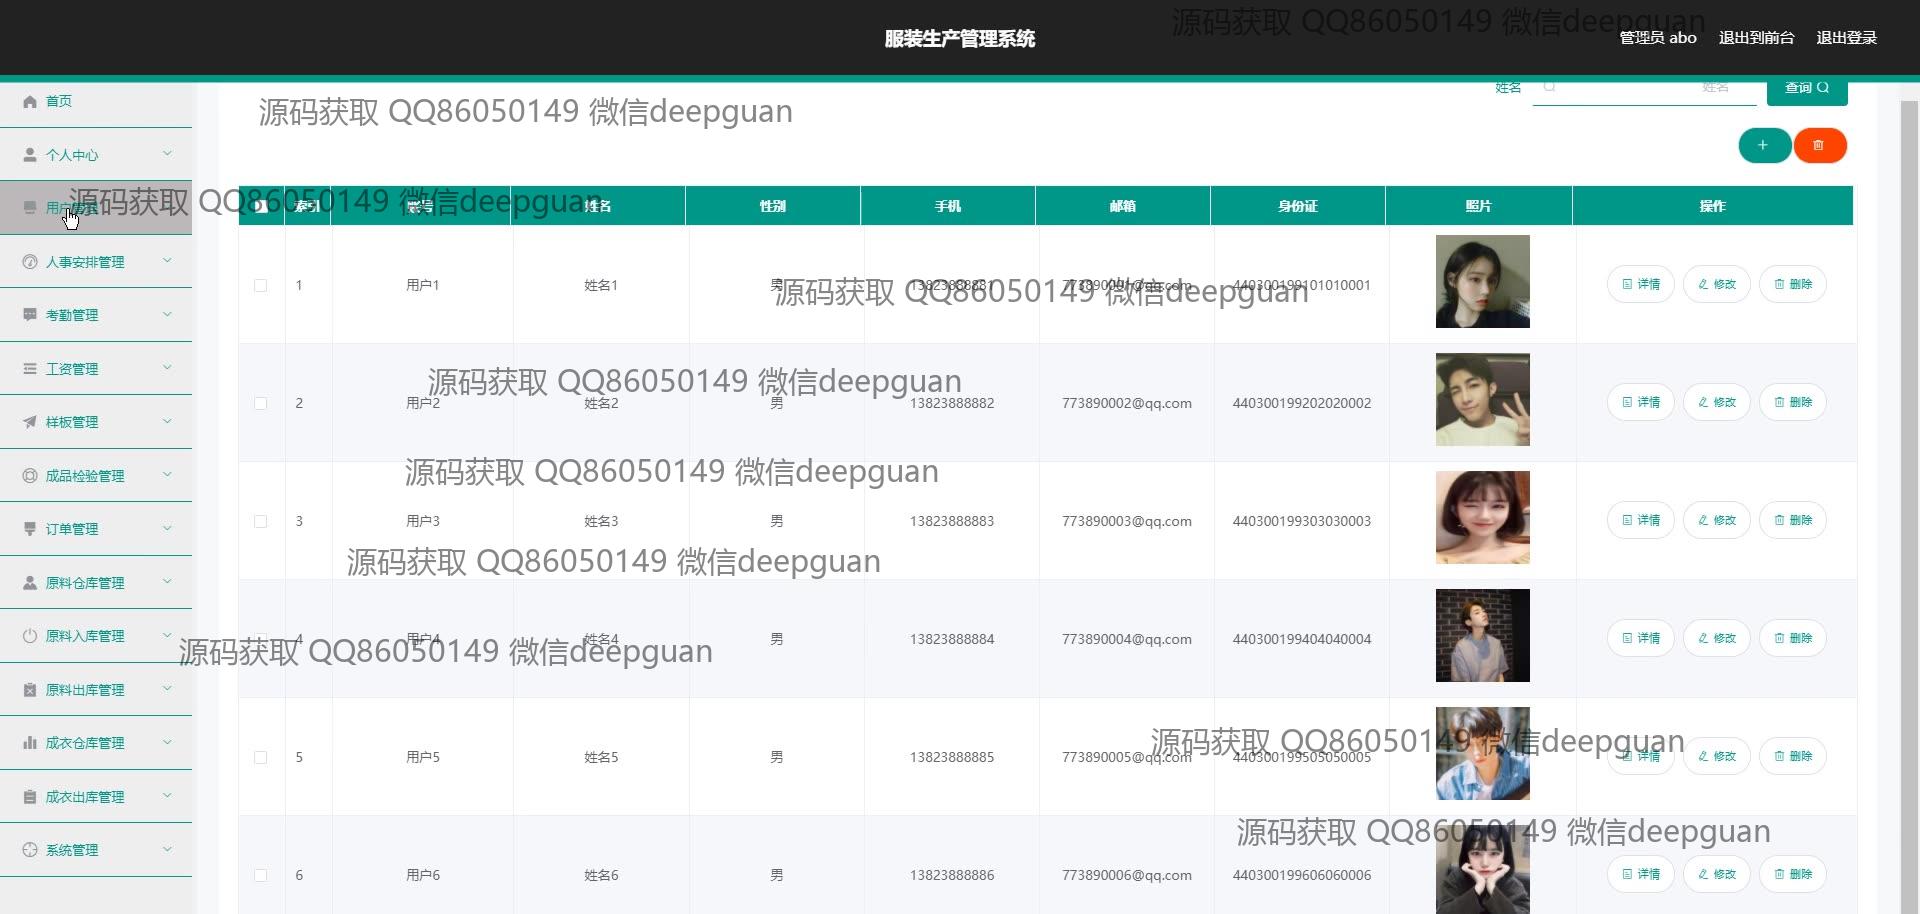 服装生产管理系统
管理员 abo 退出到前台 退出登录
源码获取 QQ86050149 微信deepguan
姓名 姓名 查询
源码获取 QQ86050149 微信deepguan
首页
个人中心
源码获取 QQ86050149 微信deepguan
人事安排管理
考勤管理
工资管理
样板管理
成品检验管理
订单管理
原料仓库管理
原料入库管理
原料出库管理
成衣仓库管理
成衣出库管理
系统管理
索引 账号 姓名 性别 手机 邮箱 身份证 照片 操作
1 用户1 姓名1 男 13823888881 773890001@qq.com 440300199101010001 详情 修改 删除
源码获取 QQ86050149 微信deepguan
源码获取 QQ86050149 微信deepguan
2 用户2 姓名2 男 13823888882 773890002@qq.com 440300199202020002 详情 修改 删除
源码获取 QQ86050149 微信deepguan
3 用户3 姓名3 男 13823888883 773890003@qq.com 440300199303030003 详情 修改 删除
源码获取 QQ86050149 微信deepguan
4 用户4 姓名4 男 13823888884 773890004@qq.com 440300199404040004 详情 修改 删除
源码获取 QQ86050149 微信deepguan
源码获取 QQ86050149 微信deepguan
5 用户5 姓名5 男 13823888885 773890005@qq.com 440300199505050005 详情 修改 删除
源码获取 QQ86050149 微信deepguan
6 用户6 姓名6 男 13823888886 773890006@qq.com 440300199606060006 详情 修改 删除